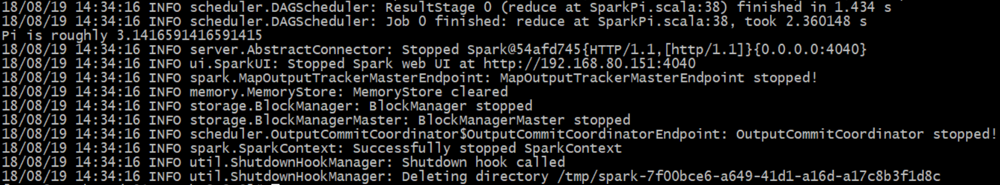 18/08/19 14:34:16 INFO scheduler.DAGScheduler: ResultStage 0 (reduce at SparkPi.scala:38) finished in 1.434 s
18/08/19 14:34:16 INFO scheduler.DAGScheduler: Job 0 finished: reduce at SparkPi.scala:38, took 2.360148 s
Pi is roughly 3.1416591416591415
18/08/19 14:34:16 INFO server.AbstractConnector: Stopped Spark@54afd745{HTTP/1.1,[http/1.1]}{0.0.0.0:4040}
18/08/19 14:34:16 INFO ui.SparkUI: Stopped Spark web UI at http://192.168.80.151:4040
18/08/19 14:34:16 INFO spark.MapOutputTrackerMasterEndpoint: MapOutputTrackerMasterEndpoint stopped!
18/08/19 14:34:16 INFO memory.MemoryStore: MemoryStore cleared
18/08/19 14:34:16 INFO storage.BlockManager: BlockManager stopped
18/08/19 14:34:16 INFO storage.BlockManagerMaster: BlockManagerMaster stopped
18/08/19 14:34:16 INFO scheduler.OutputCommitCoordinator$OutputCommitCoordinatorEndpoint: OutputCommitCoordinator stopped!
18/08/19 14:34:16 INFO spark.SparkContext: Successfully stopped SparkContext
18/08/19 14:34:16 INFO util.ShutdownHookManager: Shutdown hook called
18/08/19 14:34:16 INFO util.ShutdownHookManager: Deleting directory /tmp/spark-7f00bce6-a649-41d1-a16d-a17c8b3f1d8c